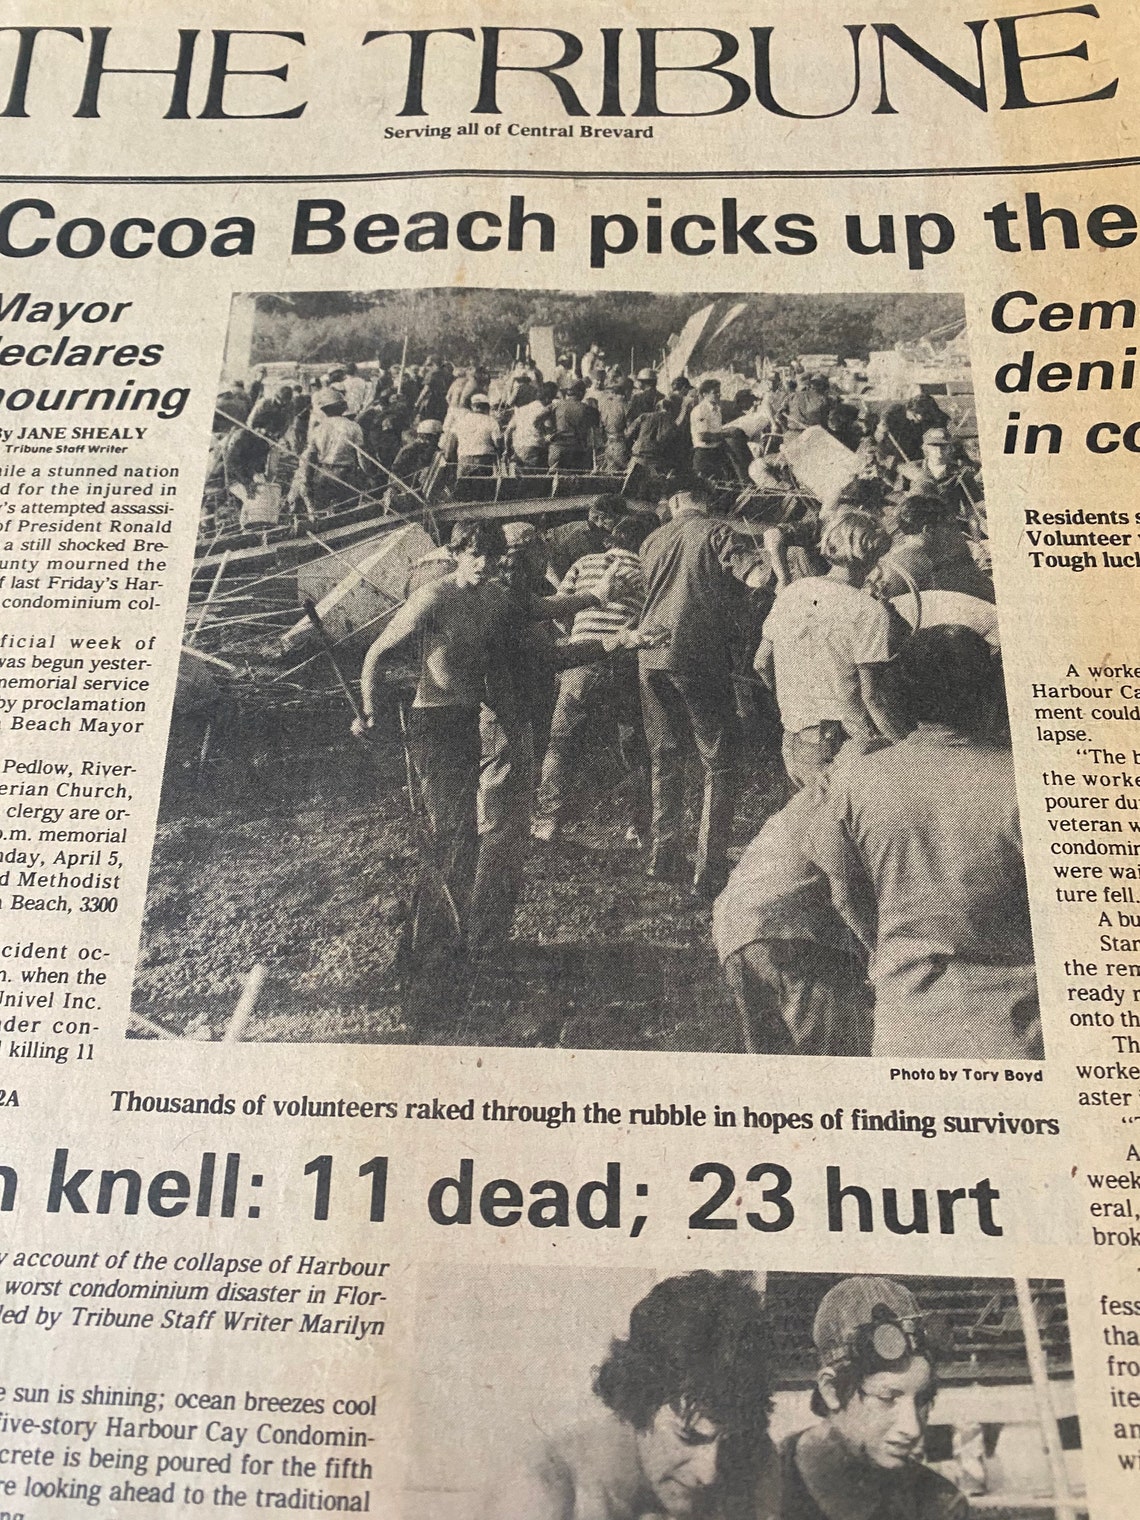 THE TRIBUNE
Serving all of Central Brevard
Cocoa Beach picks up the
Mayor
eclares
ourning
By JANE SHEALY
Tribune Staff Writer
ile a stunned nation
d for the injured in
y's attempted assassi-
of President Ronald
a still shocked Bre-
unty mourned the
f last Friday's Har-
condominium col-
ficial week of
was begun yester-
memorial service
by proclamation
Beach Mayor
Pedlow, River-
erian Church,
clergy are or-
p.m. memorial
day, April 5,
d Methodist
Beach, 3300
cident oc-
m. when the
Univel Inc.
der con-
killing 11
2A
Photo by Tory Boyd
Thousands of volunteers raked through the rubble in hopes of finding survivors
Cem
deni
in co
Residents s
Volunteer
Tough luck
A worke
Harbour Ca
ment could
lapse.
"The b
the worke
pourer du
veteran w
condomin
were wai
ture fell.
A bu
Stan
the rem
ready n
onto th
Th
worke
aster
A
week
eral,
brok
fess
tha
fro
ite
an
wi
knell: 11 dead; 23 hurt
y account of the collapse of Harbour
worst condominium disaster in Flor-
led by Tribune Staff Writer Marilyn
e sun is shining; ocean breezes cool
five-story Harbour Cay Condomin-
crete is being poured for the fifth
re looking ahead to the traditional